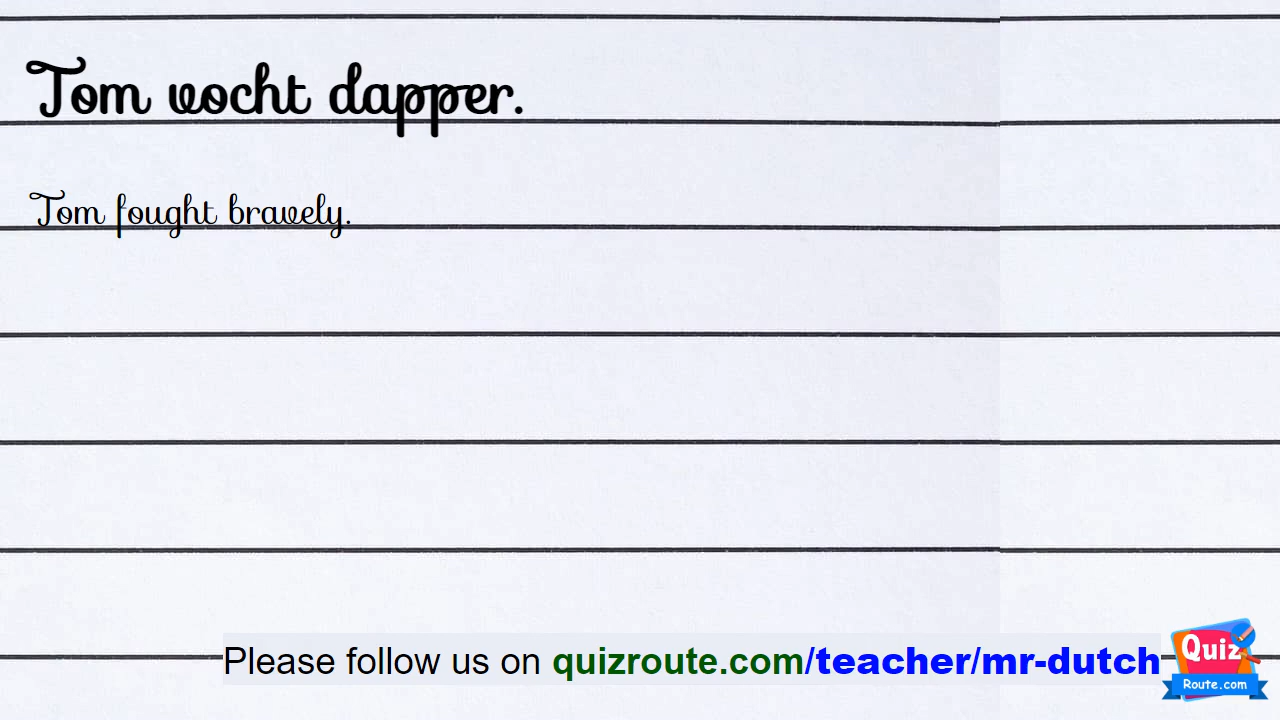 Tom vocht dapper.
Tom fought bravely.
Please follow us on quizroute.com/teacher/mr-dutch
Quiz
Route.com